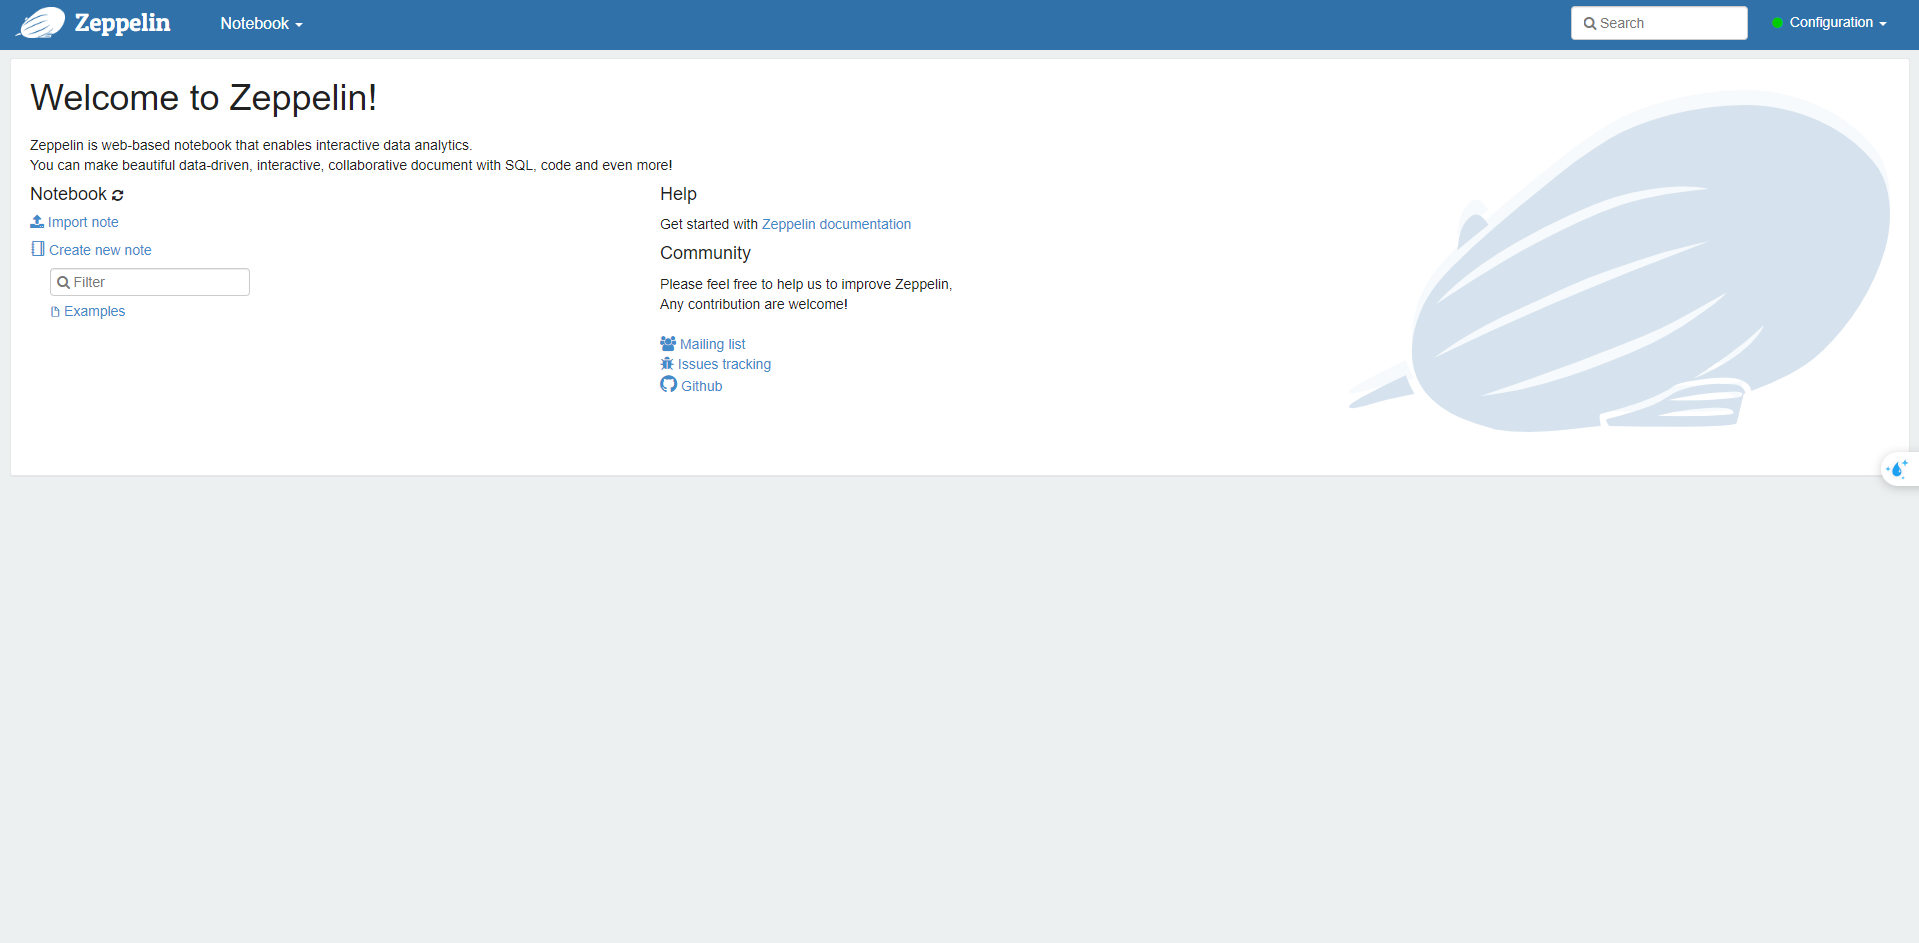 Zeppelin
Notebook
Search
Configuration
Welcome to Zeppelin!
Zeppelin is web-based notebook that enables interactive data analytics.
You can make beautiful data-driven, interactive, collaborative document with SQL, code and even more!
Notebook
Import note
Create new note
Filter
Examples
Help
Get started with Zeppelin documentation
Community
Please feel free to help us to improve Zeppelin,
Any contribution are welcome!
Mailing list
Issues tracking
Github